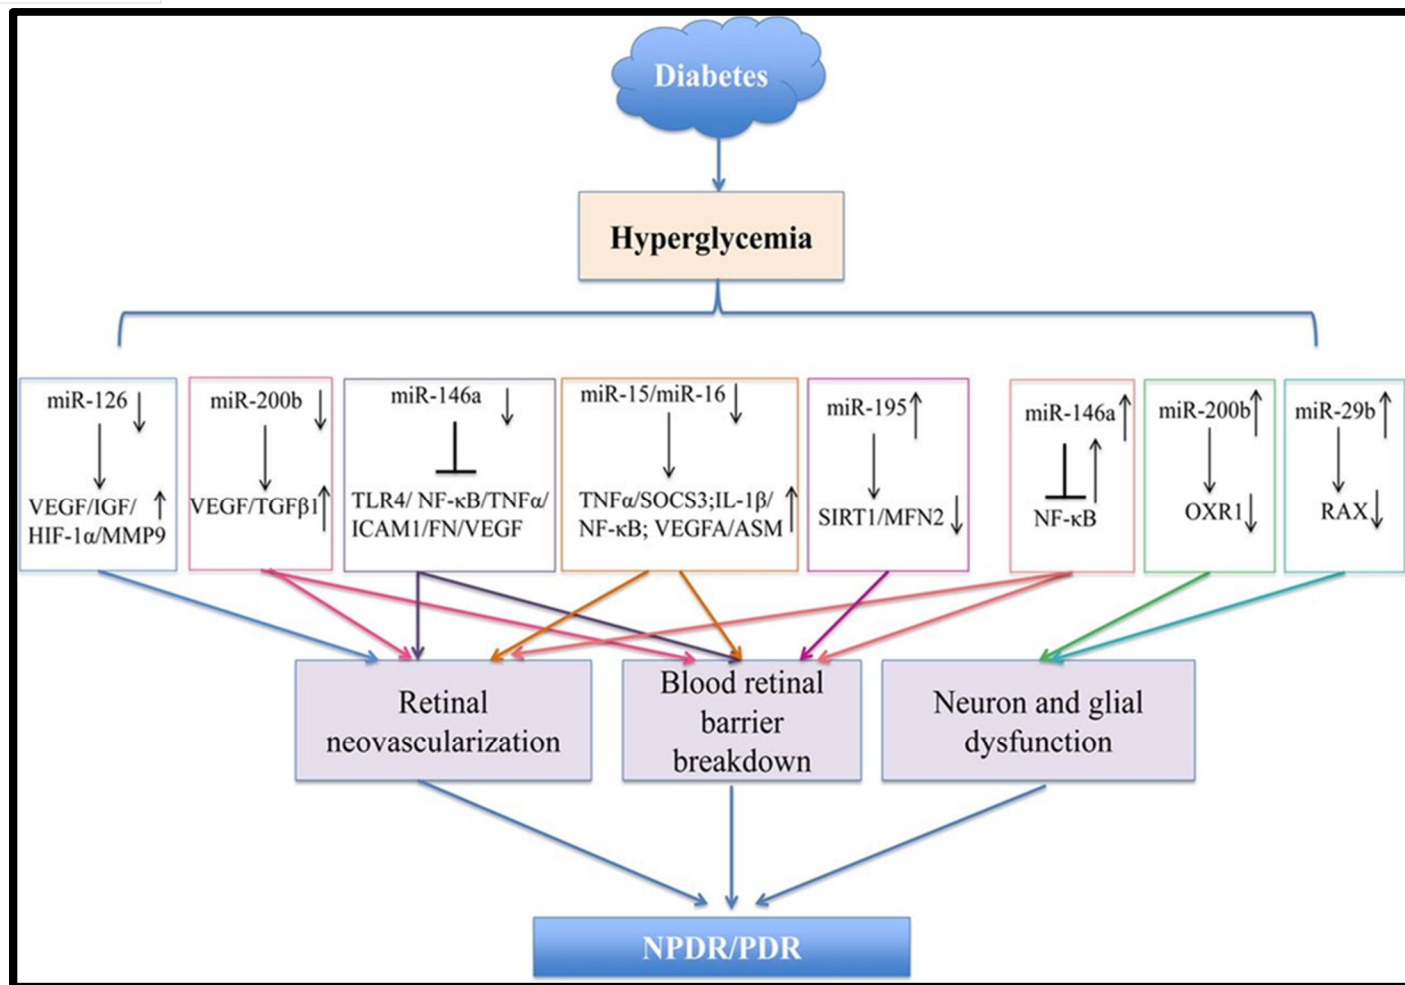 Diabetes
Hyperglycemia
miR-126
VEGF/IGF/
HIF-1α/MMP9
miR-200b
VEGF/TGFβ1
miR-146a
TLR4/ NF-κB/TNFα/
ICAM1/FN/VEGF
miR-15/miR-16
TNFα/SOCS3;IL-1β/
NF-κB; VEGFA/ASM
miR-195
SIRT1/MFN2
miR-146a
NF-κB
miR-200b
OXR1
miR-29b
RAX
Retinal
neovascularization
Blood retinal
barrier
breakdown
Neuron and glial
dysfunction
NPDR/PDR